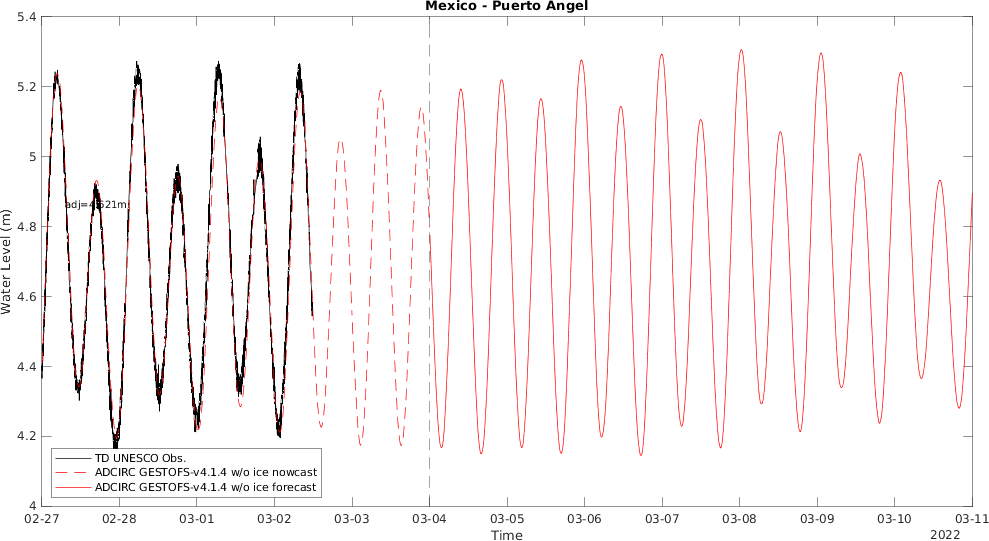 Mexico - Puerto Angel
5.4
5.2
5
4.8
4.6
4.4
4.2
4
Water Level (m)
adj=4.521m
TD UNESCO Obs.
ADCIRC GESTOFS-v4.1.4 w/o ice nowcast
ADCIRC GESTOFS-v4.1.4 w/o ice forecast
02-27 02-28 03-01 03-02 03-03 03-04 03-05 03-06 03-07 03-08 03-09 03-10 03-11
Time
2022